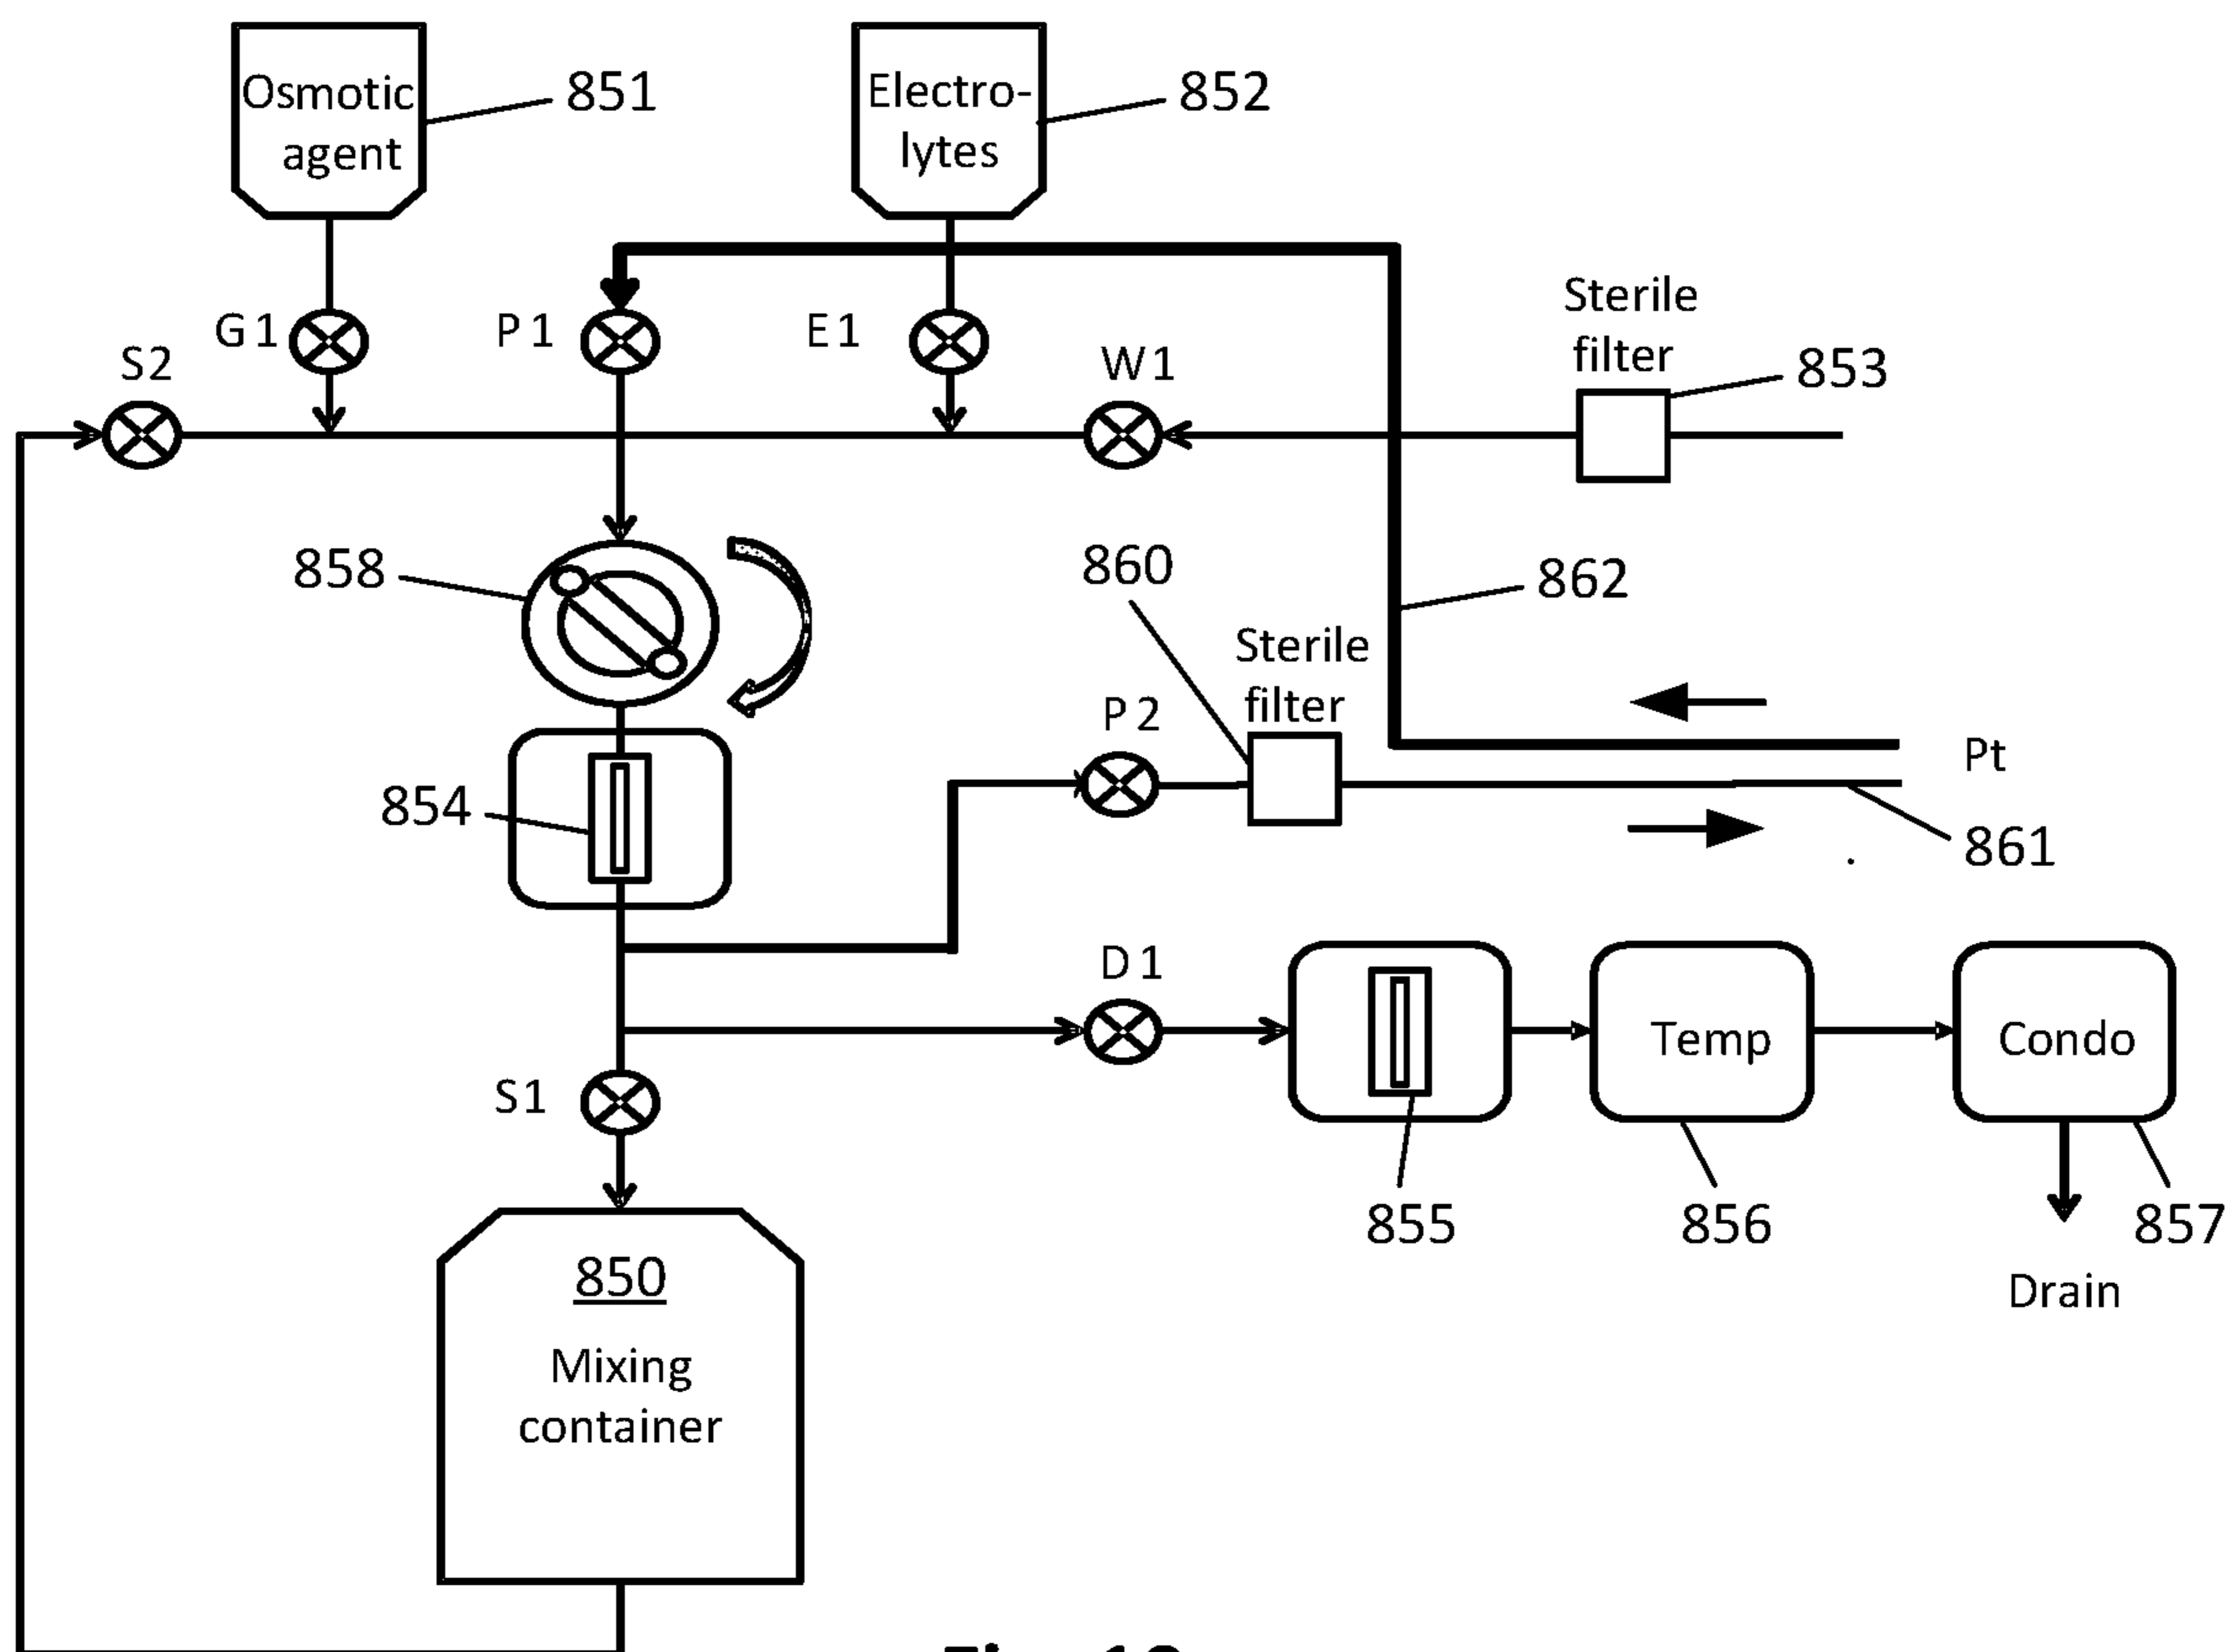 Osmotic
agent
851
Electro-
lytes
852
G1
P1
E1
S2
W1
Sterile
filter
853
858
860
862
Sterile
filter
P2
Pt
854
861
D1
Temp
Condo
S1
855
856
857
850
Drain
Mixing
container